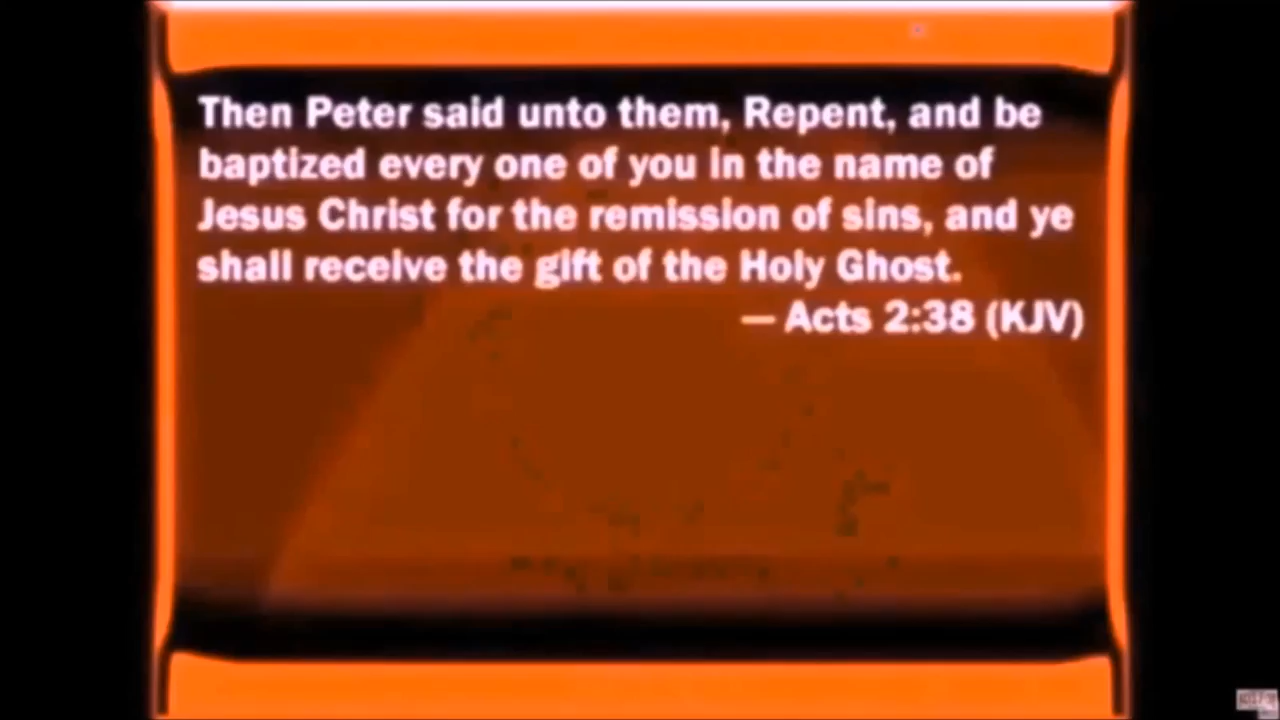 Then Peter said unto them, Repent, and be
baptized every one of you in the name of
Jesus Christ for the remission of sins, and ye
shall receive the gift of the Holy Ghost.
— Acts 2:38 (KJV)